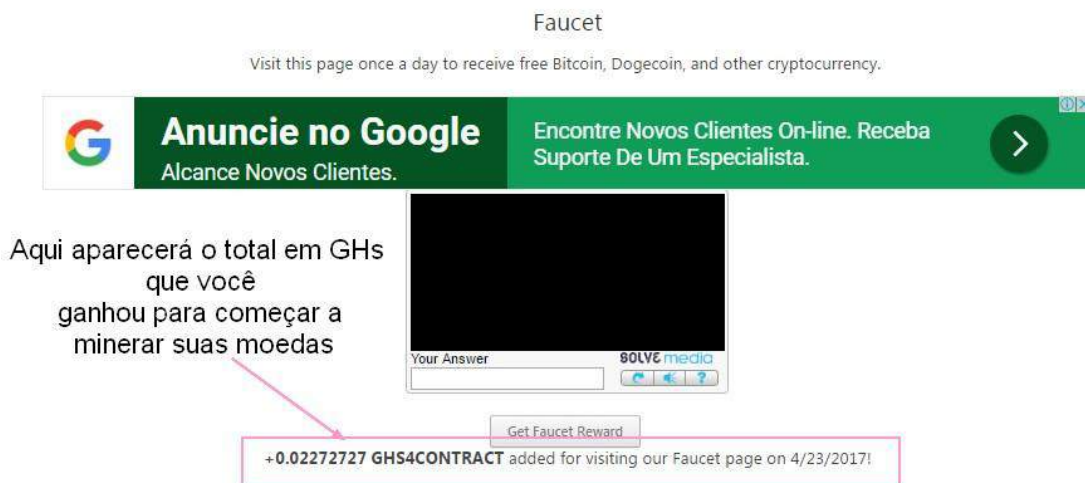 Faucet
Visit this page once a day to receive free Bitcoin, Dogecoin, and other cryptocurrency.
Anuncie no Google
Alcance Novos Clientes.
Encontre Novos Clientes On-line. Receba
Suporte De Um Especialista.
Aqui aparecerá o total em GHs
que você
ganhou para começar a
minerar suas moedas
Your Answer
SOLVE media
Get Faucet Reward
+0.02272727 GHS4CONTRACT added for visiting our Faucet page on 4/23/2017!